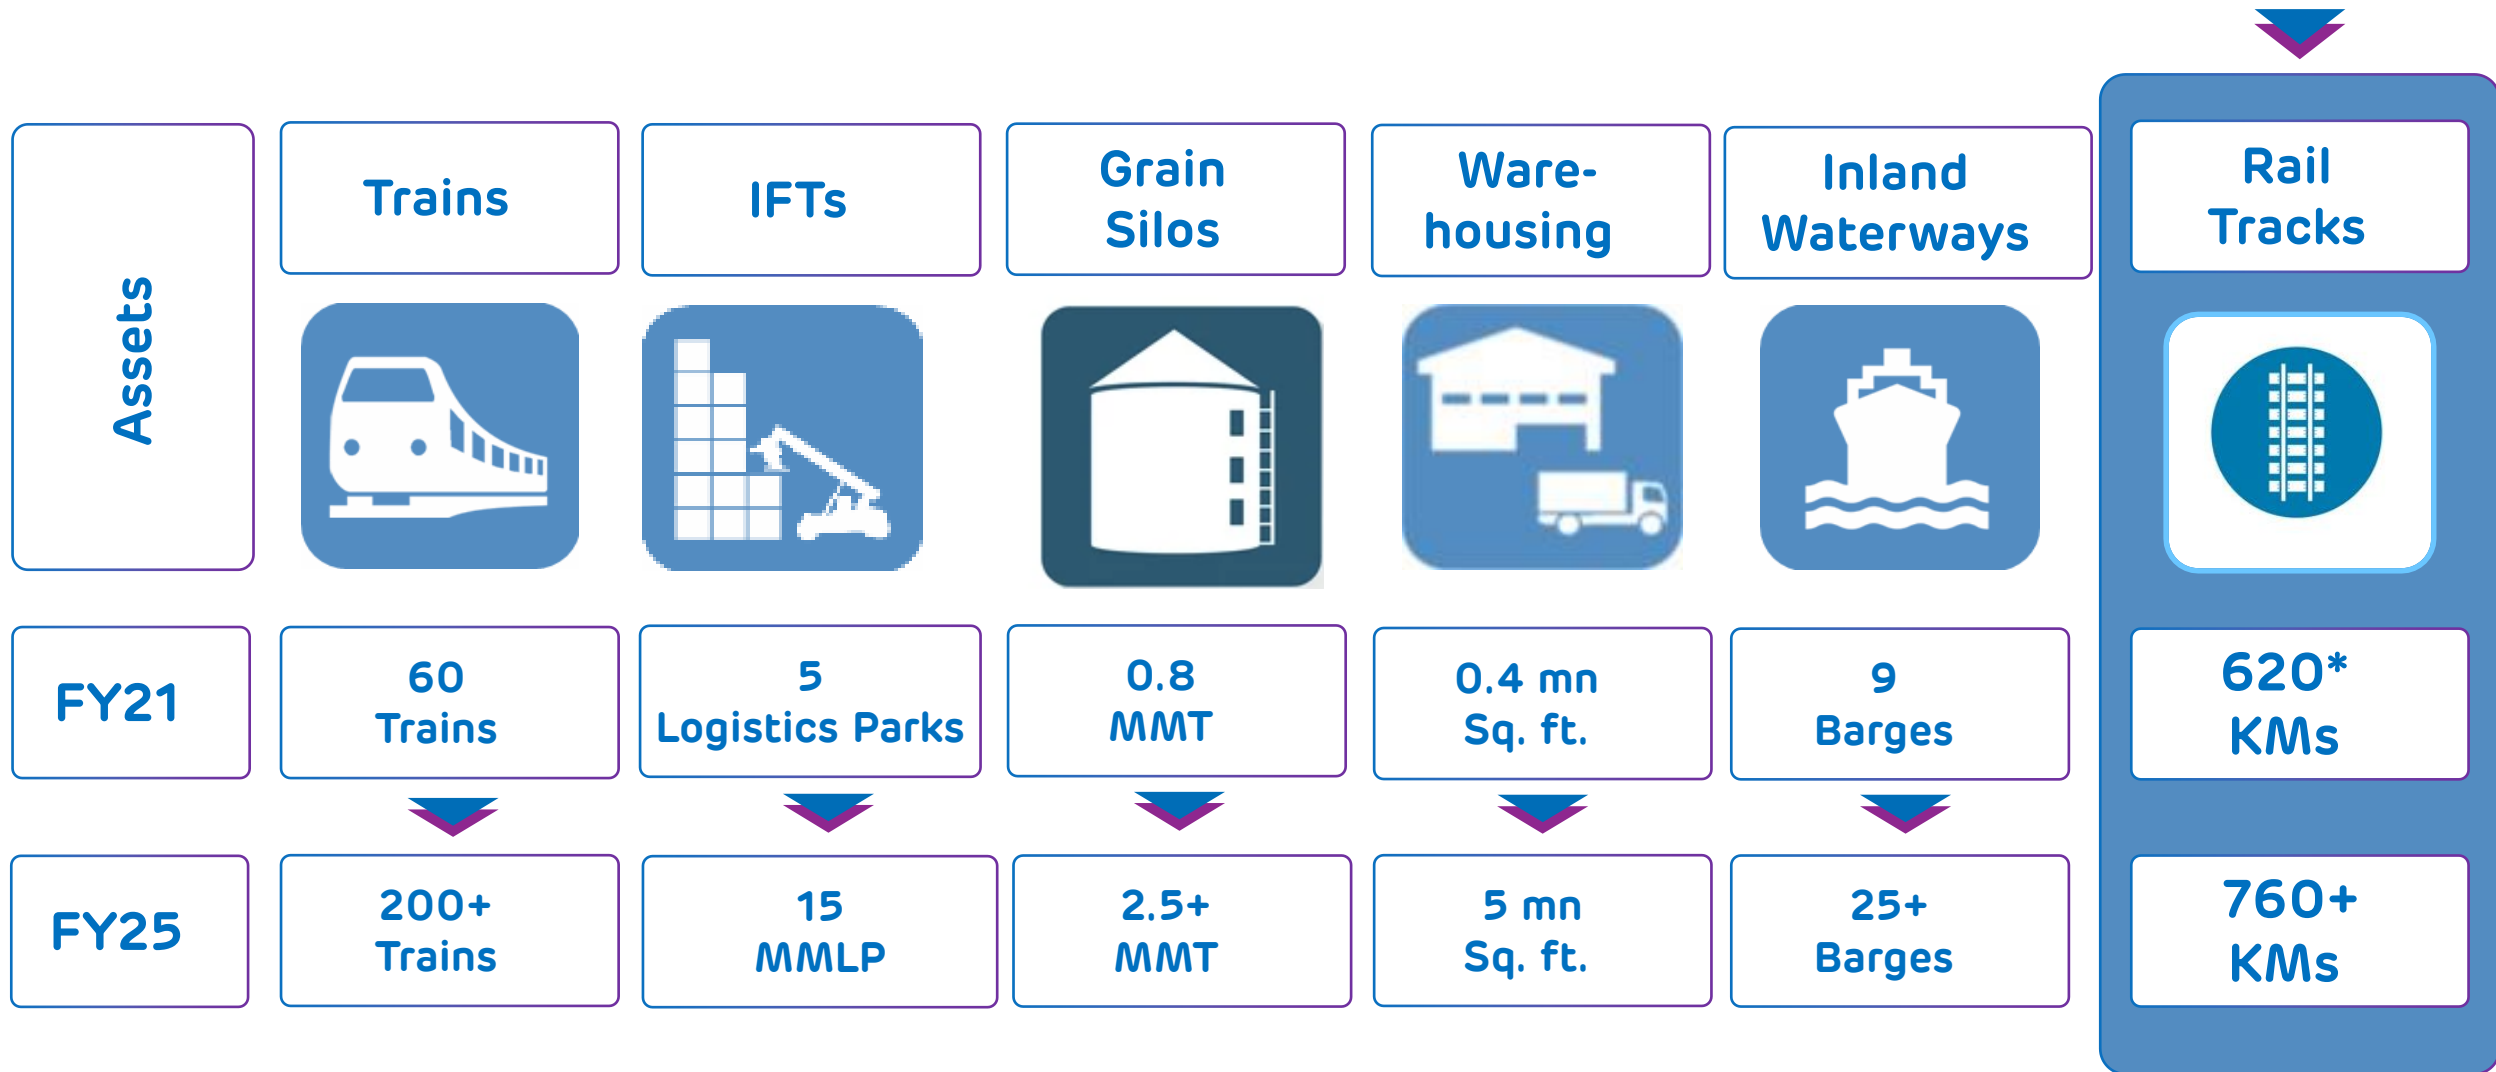 Assets
Trains
IFTs
Grain
Silos
Ware-
housing
Inland
Waterways
Rail
Tracks
FY21
60
Trains
5
Logistics Parks
0.8
MMT
0.4 mn
Sq. ft.
9
Barges
620*
KMs
FY25
200+
Trains
15
MMLP
2.5+
MMT
5 mn
Sq. ft.
25+
Barges
760+
KMs